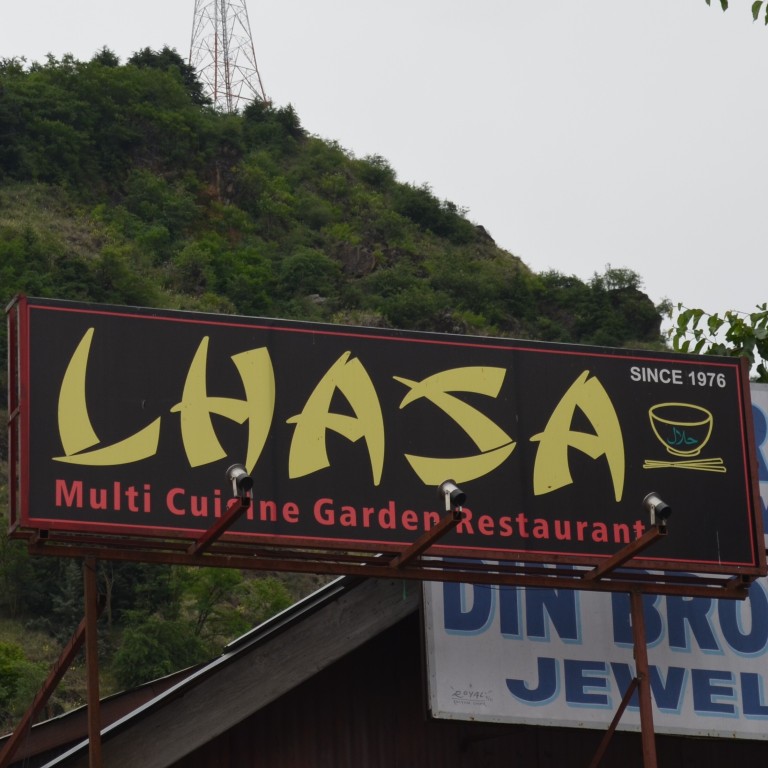 LHASA
SINCE 1976
حلال
Multi Cuisine Garden Restaurant
DIN BRO
JEWEL